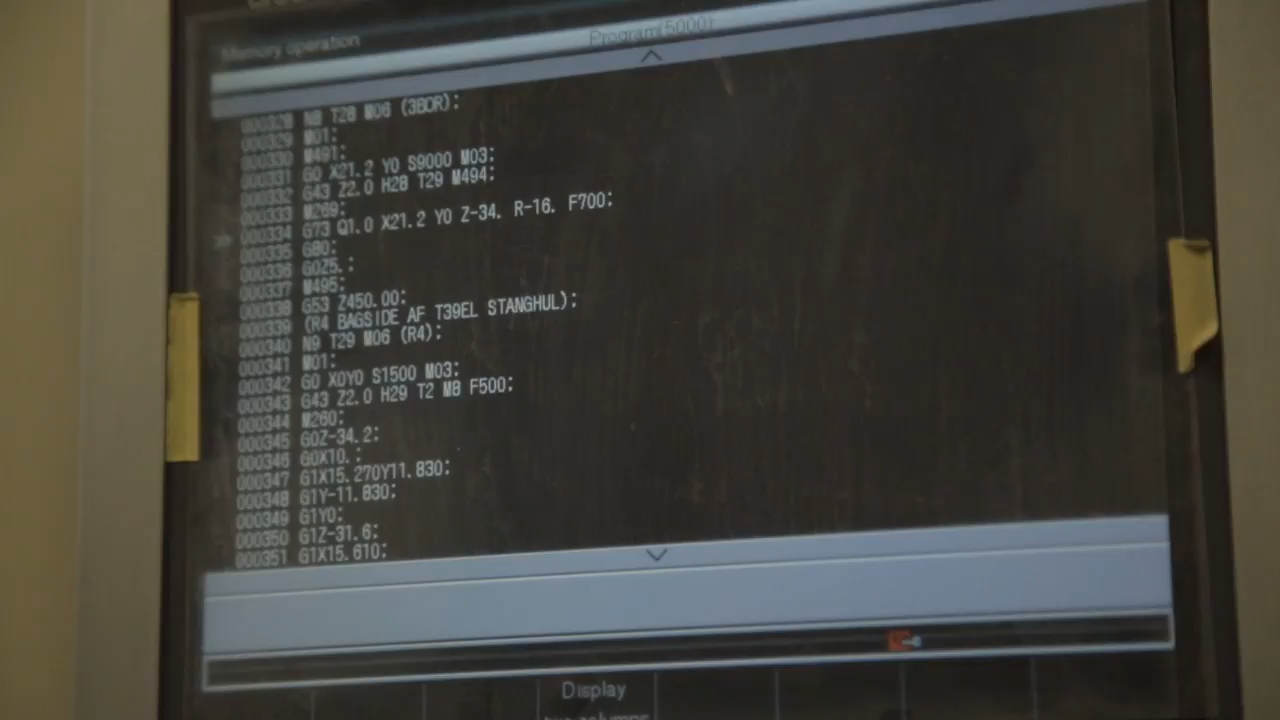 Memory operation
Program(5000)
000328 N8 T28 M06 (3BOR):
000329 M01:
000330 M491:
000331 G0 X21.2 Y0 S9000 M03:
000332 G43 Z2.0 H28 T29 M494:
000333 M269:
000334 G73 Q1.0 X21.2 Y0 Z-34. R-16. F700:
000335 G80:
000336 G0Z5.:
000337 M495:
000338 G53 Z450.00:
000339 (R4 BAGSIDE AF T39EL STANGHUL):
000340 N9 T29 M06 (R4):
000341 M01:
000342 G0 X0Y0 S1500 M03:
000343 G43 Z2.0 H29 T2 M8 F500:
000344 M260:
000345 G0Z-34.2:
000346 G0X10.:
000347 G1X15.270Y11.830:
000348 G1Y-11.830:
000349 G1Y0:
000350 G1Z-31.6:
000351 G1X15.610:
Display